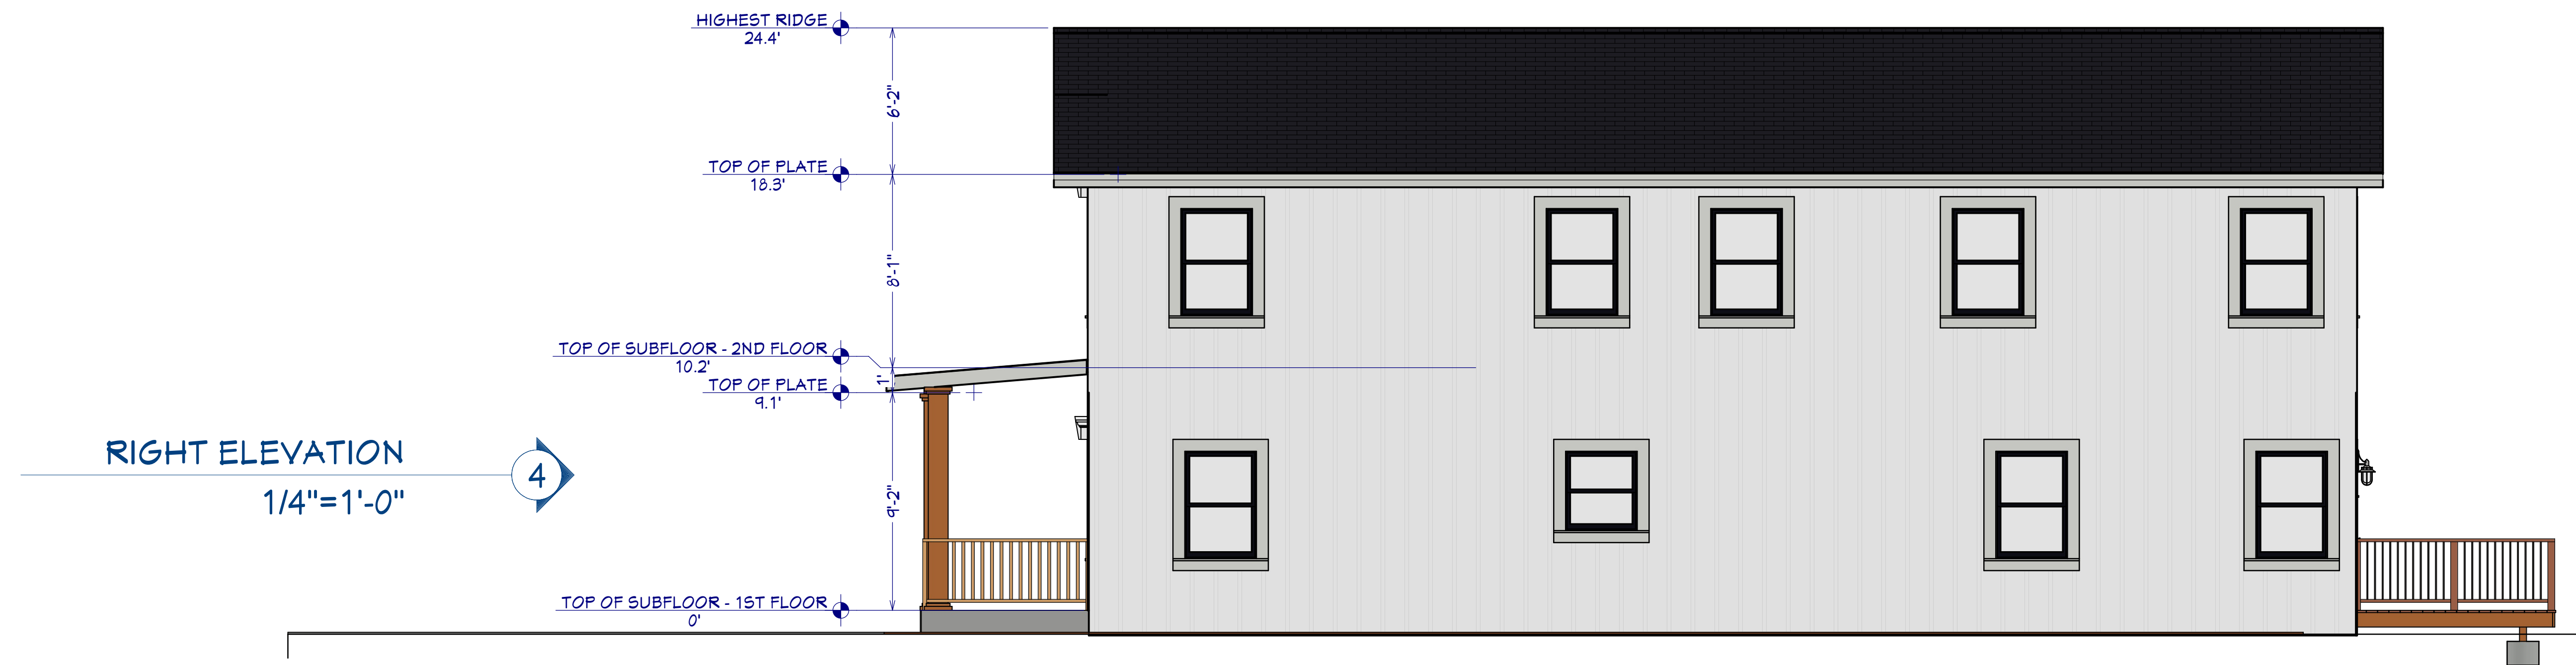 HIGHEST RIDGE
24.4'
6'-2"
TOP OF PLATE
18.3'
8'-1"
TOP OF SUBFLOOR - 2ND FLOOR
10.2'
1'
TOP OF PLATE
9.1'
RIGHT ELEVATION
4
1/4"=1'-0"
9'-2"
TOP OF SUBFLOOR - 1ST FLOOR
0'